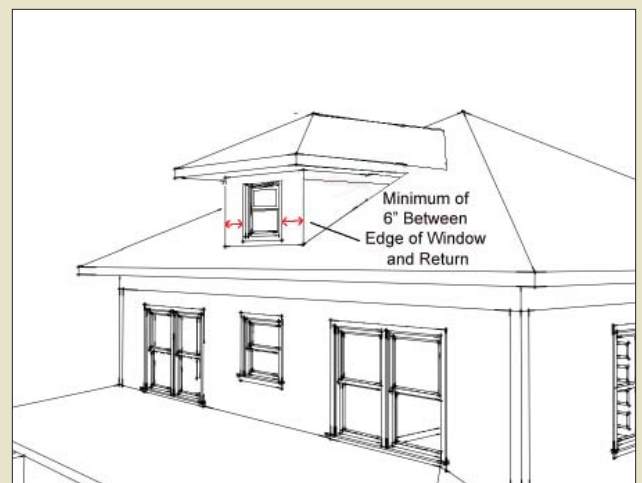 Minimum of
6” Between
Edge of Window
and Return